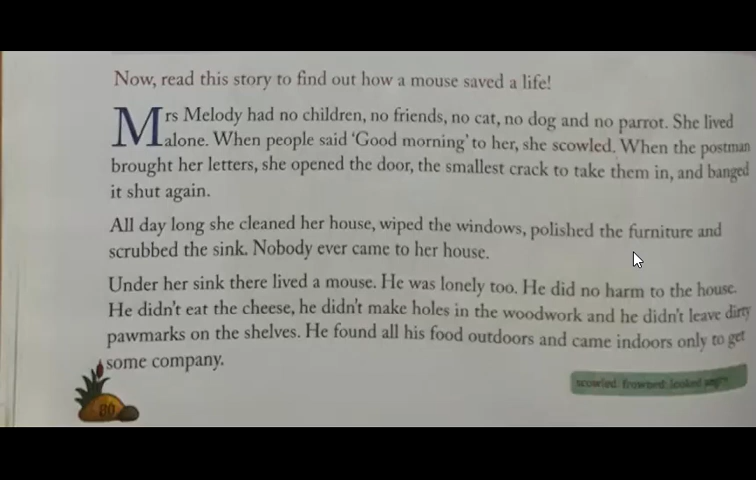 Now, read this story to find out how a mouse saved a life!
Mrs Melody had no children, no friends, no cat, no dog and no parrot. She lived
alone. When people said 'Good morning' to her, she scowled. When the postman
brought her letters, she opened the door, the smallest crack to take them in, and banged
it shut again.
All day long she cleaned her house, wiped the windows, polished the furniture and
scrubbed the sink. Nobody ever came to her house.
Under her sink there lived a mouse. He was lonely too. He did no harm to the house.
He didn't eat the cheese, he didn't make holes in the woodwork and he didn't leave dirty
pawmarks on the shelves. He found all his food outdoors and came indoors only to get
some company.
scowled: frowned; looked angry
80